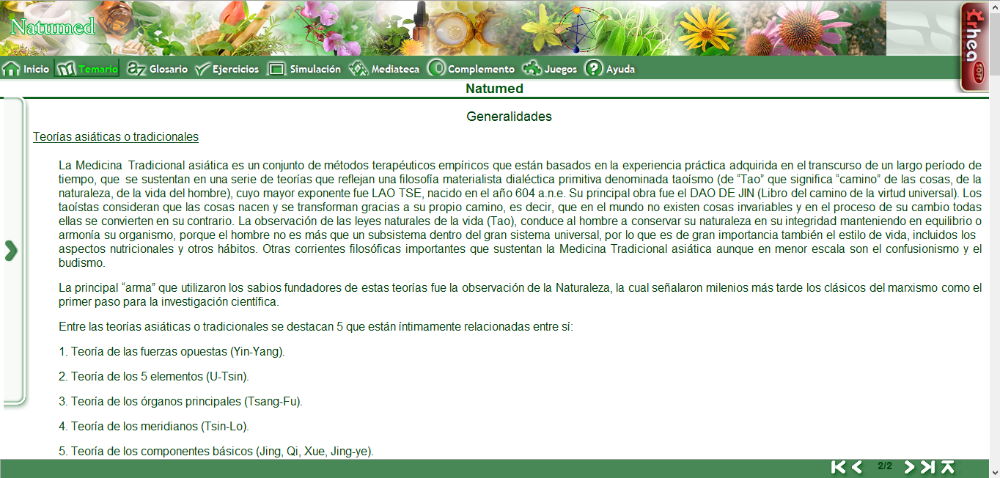 Natumed
rhea
SOFT
Inicio Temario Glosario Ejercicios Simulación Mediateca Complemento Juegos Ayuda
Natumed
Generalidades
Teorías asiáticas o tradicionales
La Medicina Tradicional asiática es un conjunto de métodos terapéuticos empíricos que están basados en la experiencia práctica adquirida en el transcurso de un largo período de
tiempo, que se sustentan en una serie de teorías que reflejan una filosofía materialista dialéctica primitiva denominada taoísmo (de “Tao” que significa “camino” de las cosas, de la
naturaleza, de la vida del hombre), cuyo mayor exponente fue LAO TSE, nacido en el año 604 a.n.e. Su principal obra fue el DAO DE JIN (Libro del camino de la virtud universal). Los
taoístas consideran que las cosas nacen y se transforman gracias a su propio camino, es decir, que en el mundo no existen cosas invariables y en el proceso de su cambio todas
ellas se convierten en su contrario. La observación de las leyes naturales de la vida (Tao), conduce al hombre a conservar su naturaleza en su integridad manteniendo en equilibrio o
armonía su organismo, porque el hombre no es más que un subsistema dentro del gran sistema universal, por lo que es de gran importancia también el estilo de vida, incluidos los
aspectos nutricionales y otros hábitos. Otras corrientes filosóficas importantes que sustentan la Medicina Tradicional asiática aunque en menor escala son el confusionismo y el
budismo.
La principal “arma” que utilizaron los sabios fundadores de estas teorías fue la observación de la Naturaleza, la cual señalaron milenios más tarde los clásicos del marxismo como el
primer paso para la investigación científica.
Entre las teorías asiáticas o tradicionales se destacan 5 que están íntimamente relacionadas entre sí:
1. Teoría de las fuerzas opuestas (Yin-Yang).
2. Teoría de los 5 elementos (U-Tsin).
3. Teoría de los órganos principales (Tsang-Fu).
4. Teoría de los meridianos (Tsin-Lo).
5. Teoría de los componentes básicos (Jing, Qi, Xue, Jing-ye).
2/2